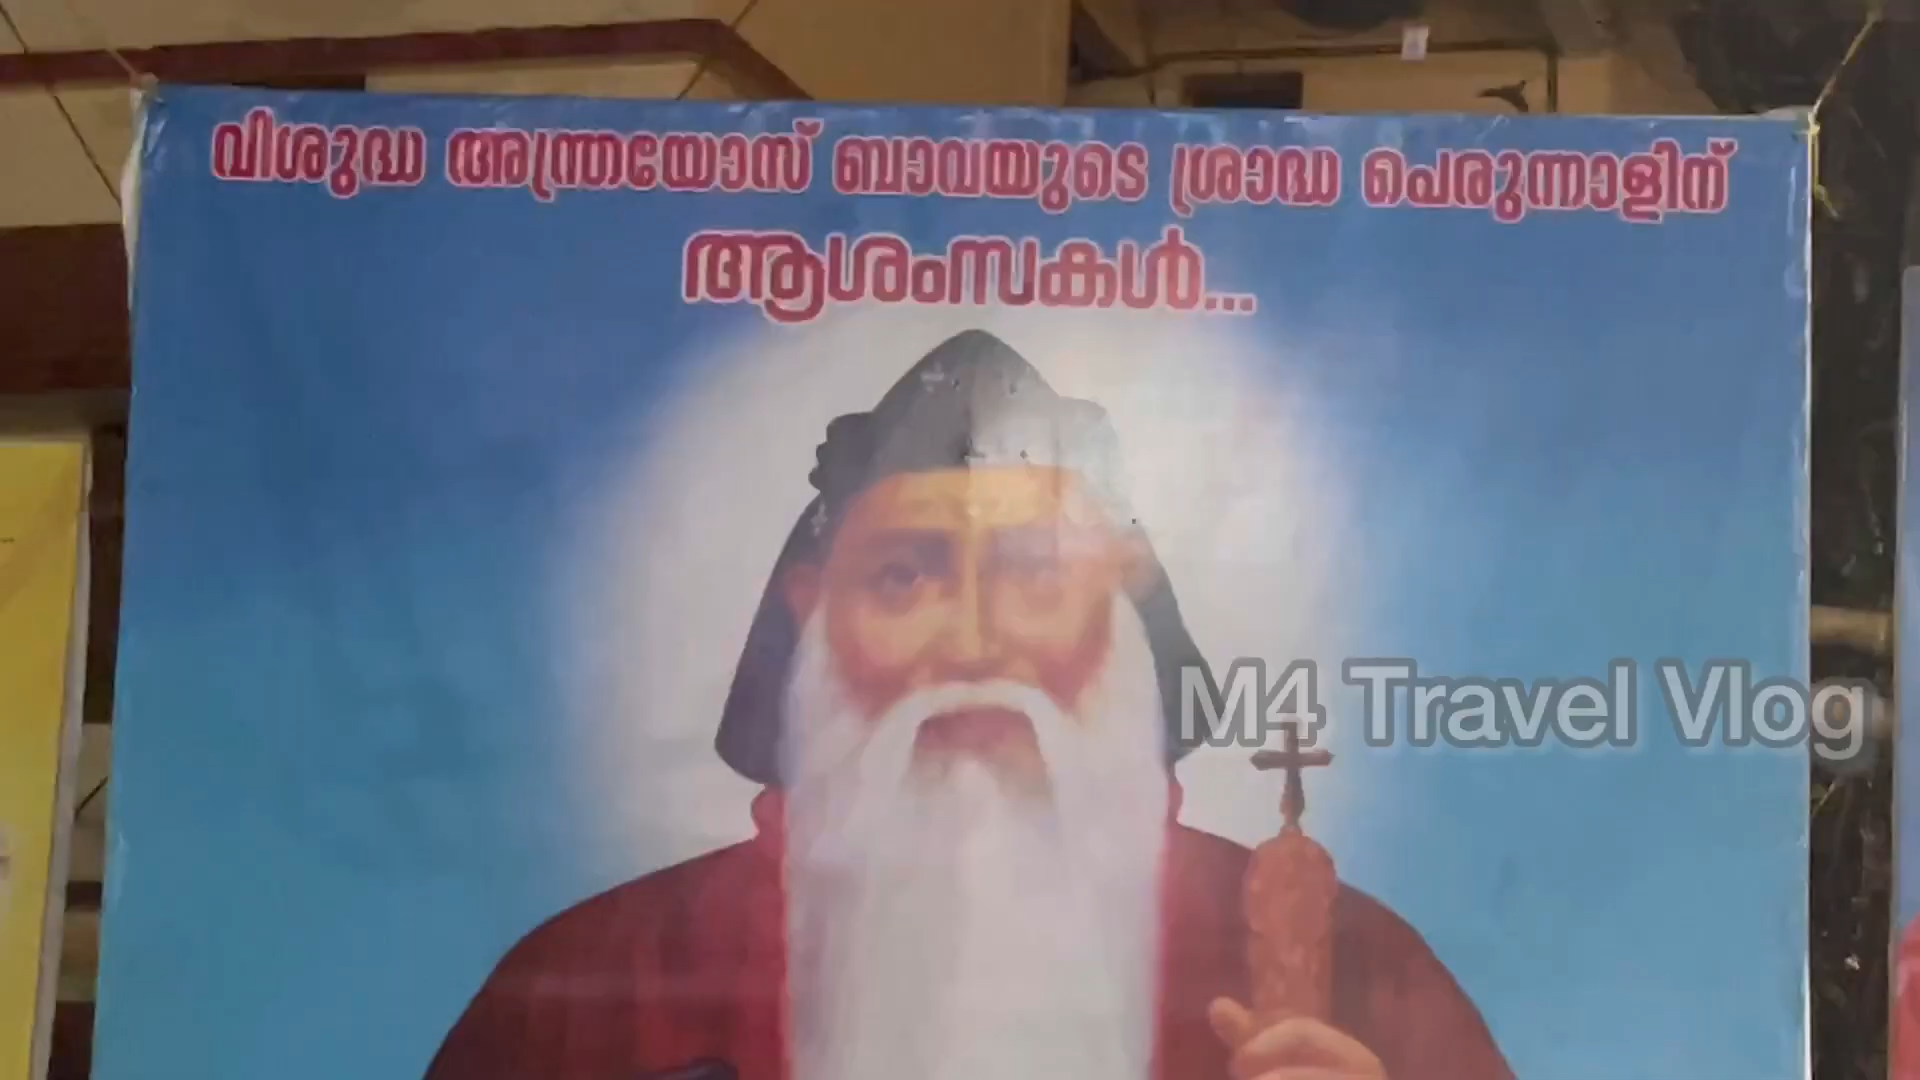 വിശുദ്ധ അന്ത്രയോസ് ബാവയുടെ ശ്രാദ്ധ പെരുന്നാളിന്
ആശംസകൾ...
M4 Travel Vlog